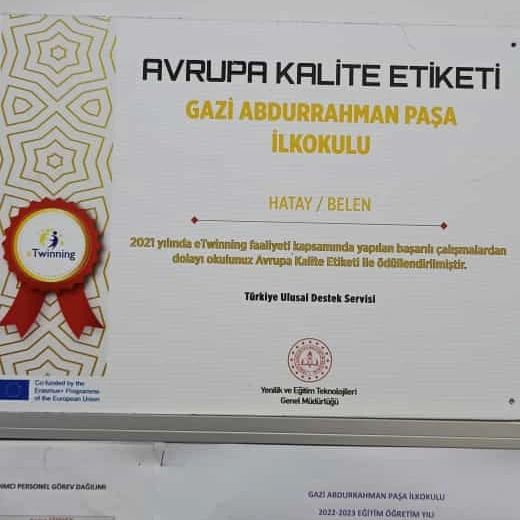 AVRUPA KALİTE ETİKETİ
GAZİ ABDURRAHMAN PAŞA
İLKOKULU
HATAY / BELEN
2021 yılında eTwinning faaliyeti kapsamında yapılan başarılı çalışmalardan
dolayı okulunuz Avrupa Kalite Etiketi ile ödüllendirilmiştir.
Türkiye Ulusal Destek Servisi
eTwinning
Yenilik ve Eğitim Teknolojileri
Genel Müdürlüğü
Co-funded by the
Erasmus+ Programme
of the European Union
PERSONEL GÖREV DAĞILIMI
GAZİ ABDURRAHMAN PAŞA İLKOKULU
2022-2023 EĞİTİM ÖĞRETİM YILI